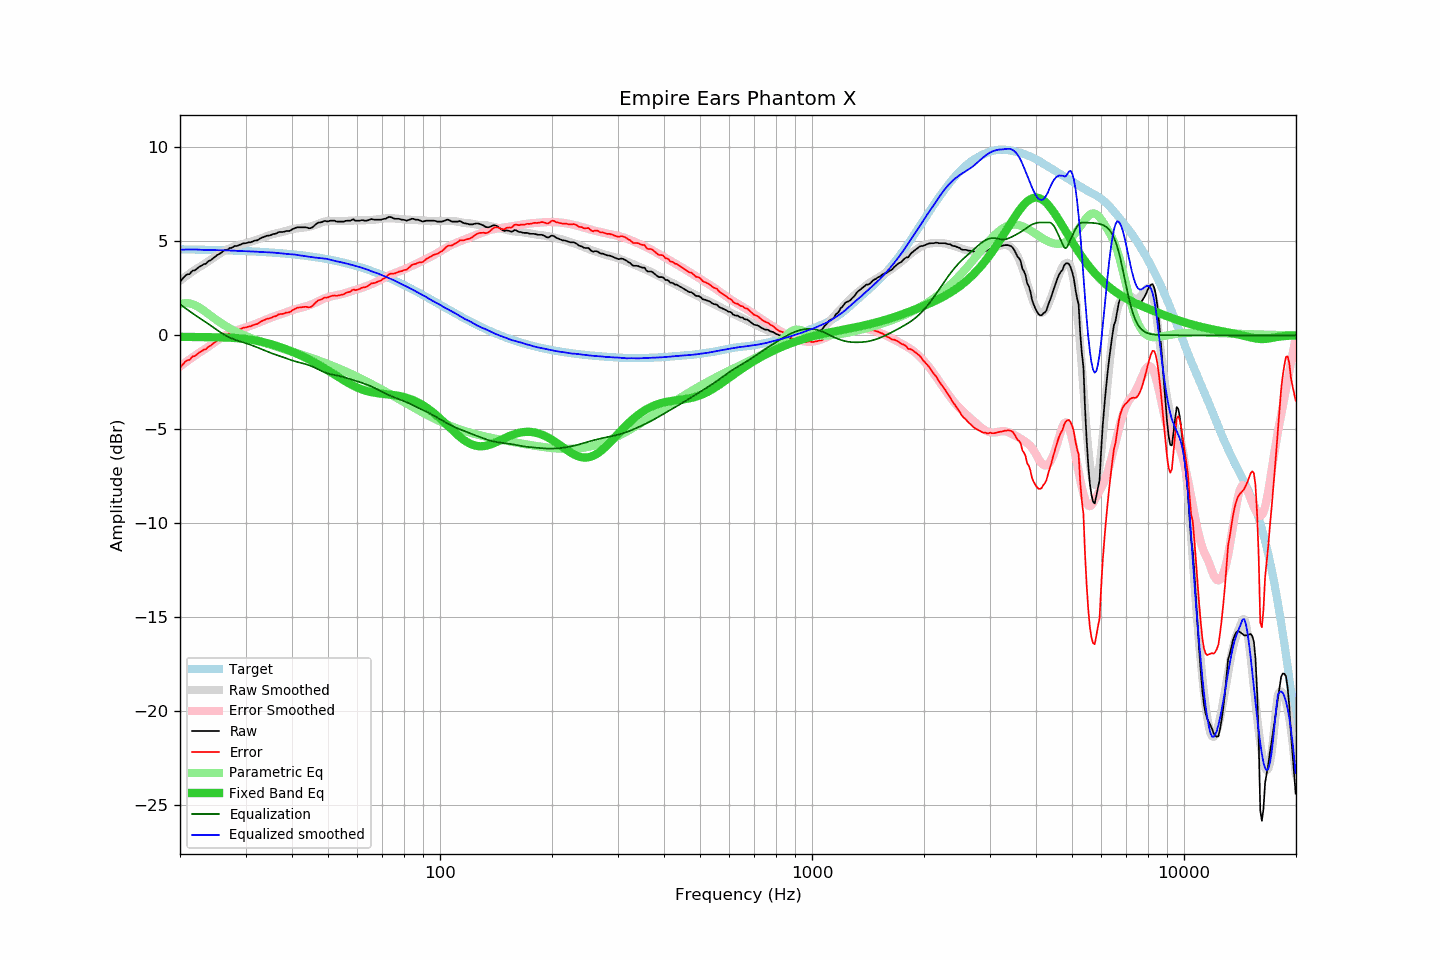 Empire Ears Phantom X
10
5
0
−5
−10
−15
−20
−25
Amplitude (dBr)
Target
Raw Smoothed
Error Smoothed
Raw
Error
Parametric Eq
Fixed Band Eq
Equalization
Equalized smoothed
100 1000 10000
Frequency (Hz)